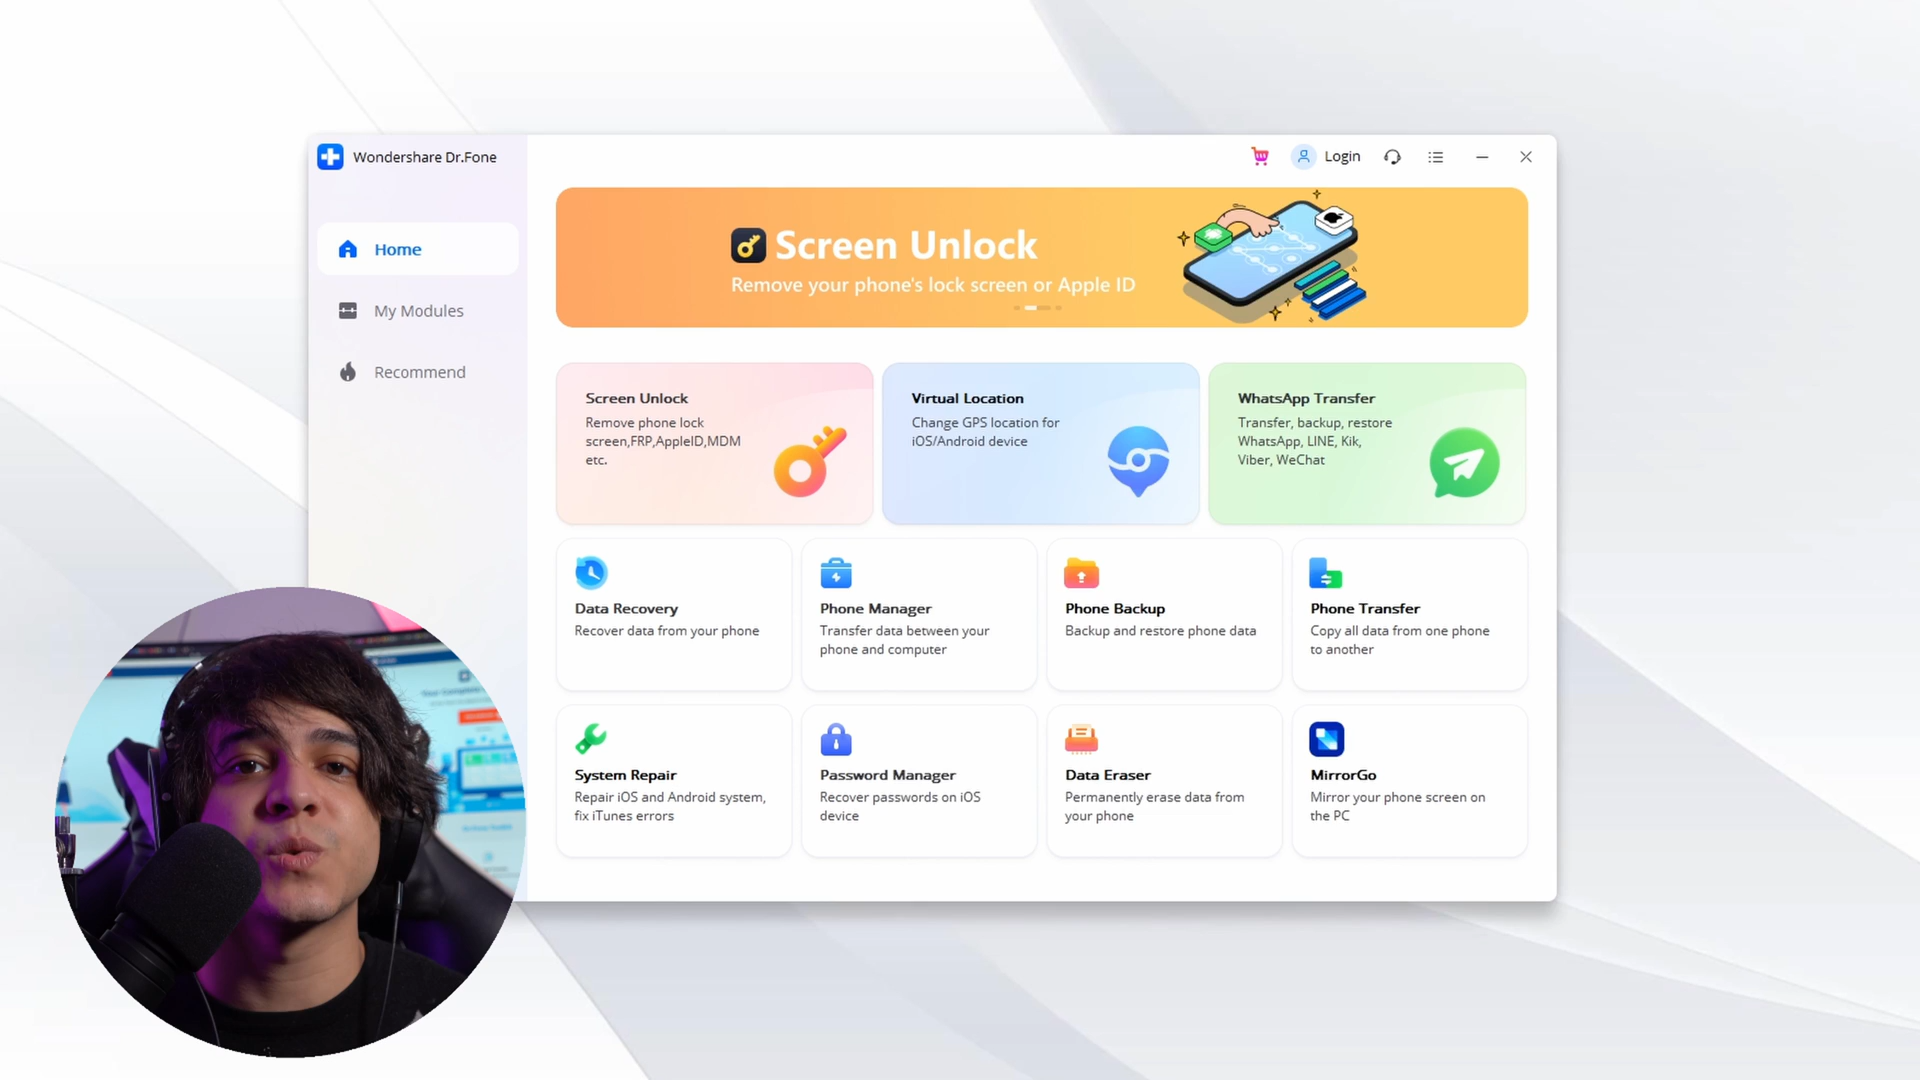 Wondershare Dr.Fone
Login
Home
My Modules
Recommend
Screen Unlock
Remove your phone's lock screen or Apple ID
Screen Unlock
Remove phone lock
screen,FRP,AppleID,MDM
etc.
Virtual Location
Change GPS location for
iOS/Android device
WhatsApp Transfer
Transfer, backup, restore
WhatsApp, LINE, Kik,
Viber, WeChat
Data Recovery
Recover data from your phone
Phone Manager
Transfer data between your
phone and computer
Phone Backup
Backup and restore phone data
Phone Transfer
Copy all data from one phone
to another
System Repair
Repair iOS and Android system,
fix iTunes errors
Password Manager
Recover passwords on iOS
device
Data Eraser
Permanently erase data from
your phone
MirrorGo
Mirror your phone screen on
the PC